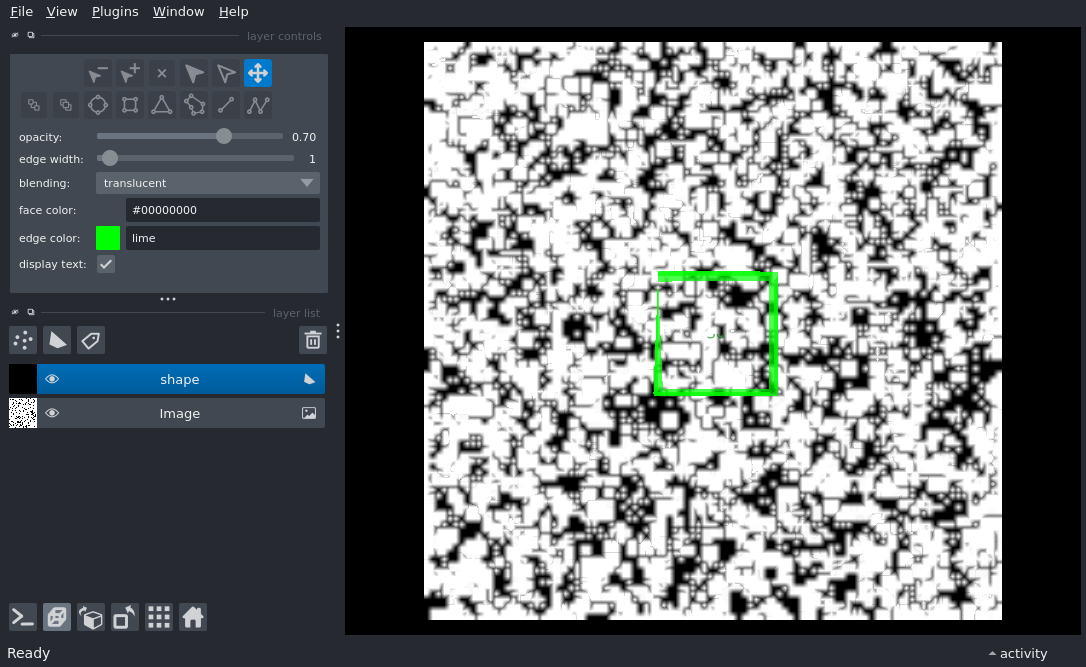 File View Plugins Window Help
layer controls
opacity: 0.70
edge width: 1
blending: translucent
face color: #00000000
edge color: lime
display text:
layer list
shape
Image
Ready
activity